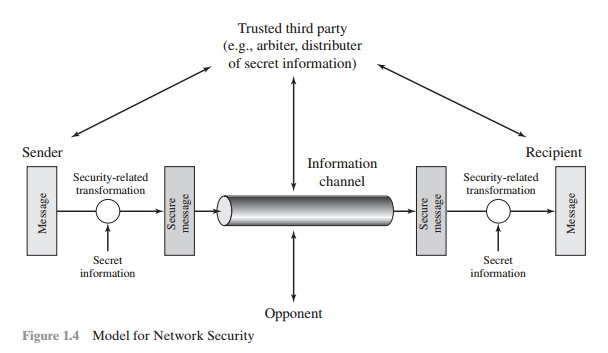 Trusted third party
(e.g., arbiter, distributer
of secret information)
Sender
Recipient
Information
channel
Security-related
transformation
Security-related
transformation
Message
Secure
message
Secure
message
Message
Secret
information
Secret
information
Opponent
Figure 1.4 Model for Network Security